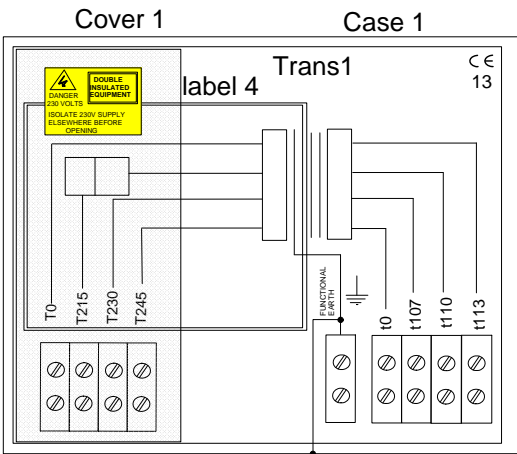 Cover 1
Case 1
DANGER
230 VOLTS
DOUBLE
INSULATED
EQUIPMENT
ISOLATE 230V SUPPLY
ELSEWHERE BEFORE
OPENING
label 4
Trans1
CE
13
T0
T215
T230
T245
FUNCTIONAL
EARTH
t0
t107
t110
t113